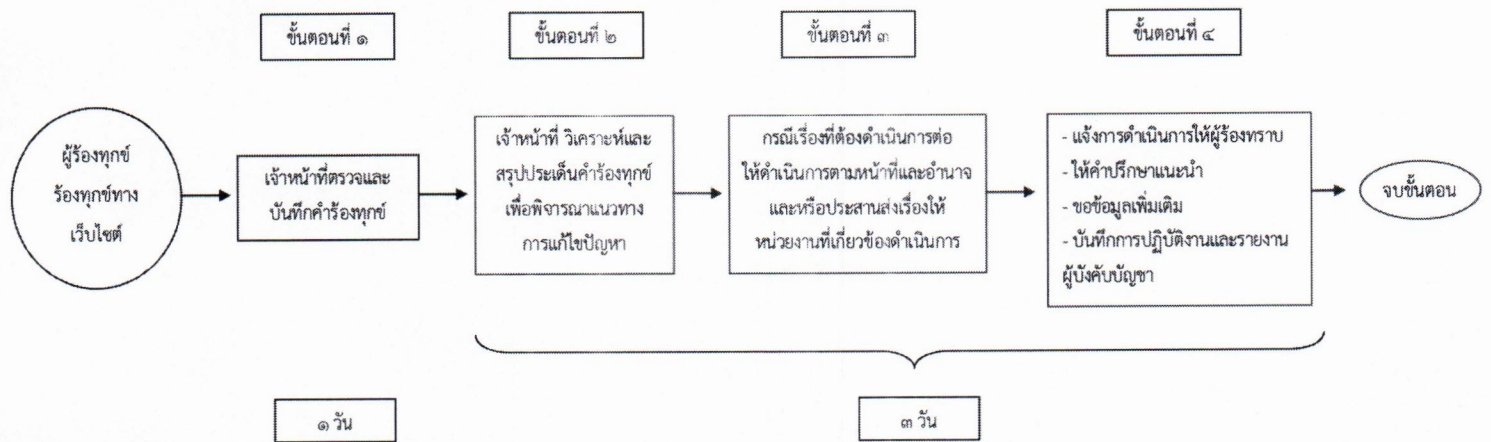 ขั้นตอนที่ ๑
ขั้นตอนที่ ๒
ขั้นตอนที่ ๓
ขั้นตอนที่ ๔
ผู้ร้องทุกข์
ร้องทุกข์ทาง
เว็บไซต์
เจ้าหน้าที่ตรวจและ
บันทึกคำร้องทุกข์
เจ้าหน้าที่ วิเคราะห์และ
สรุปประเด็นคำร้องทุกข์
เพื่อพิจารณาแนวทาง
การแก้ไขปัญหา
กรณีเรื่องที่ต้องดำเนินการต่อ
ให้ดำเนินการตามหน้าที่และอำนาจ
และหรือประสานส่งเรื่องให้
หน่วยงานที่เกี่ยวข้องดำเนินการ
- แจ้งการดำเนินการให้ผู้ร้องทราบ
- ให้คำปรึกษาแนะนำ
- ขอข้อมูลเพิ่มเติม
- บันทึกการปฏิบัติงานและรายงาน
ผู้บังคับบัญชา
จบขั้นตอน
๑ วัน
๓ วัน